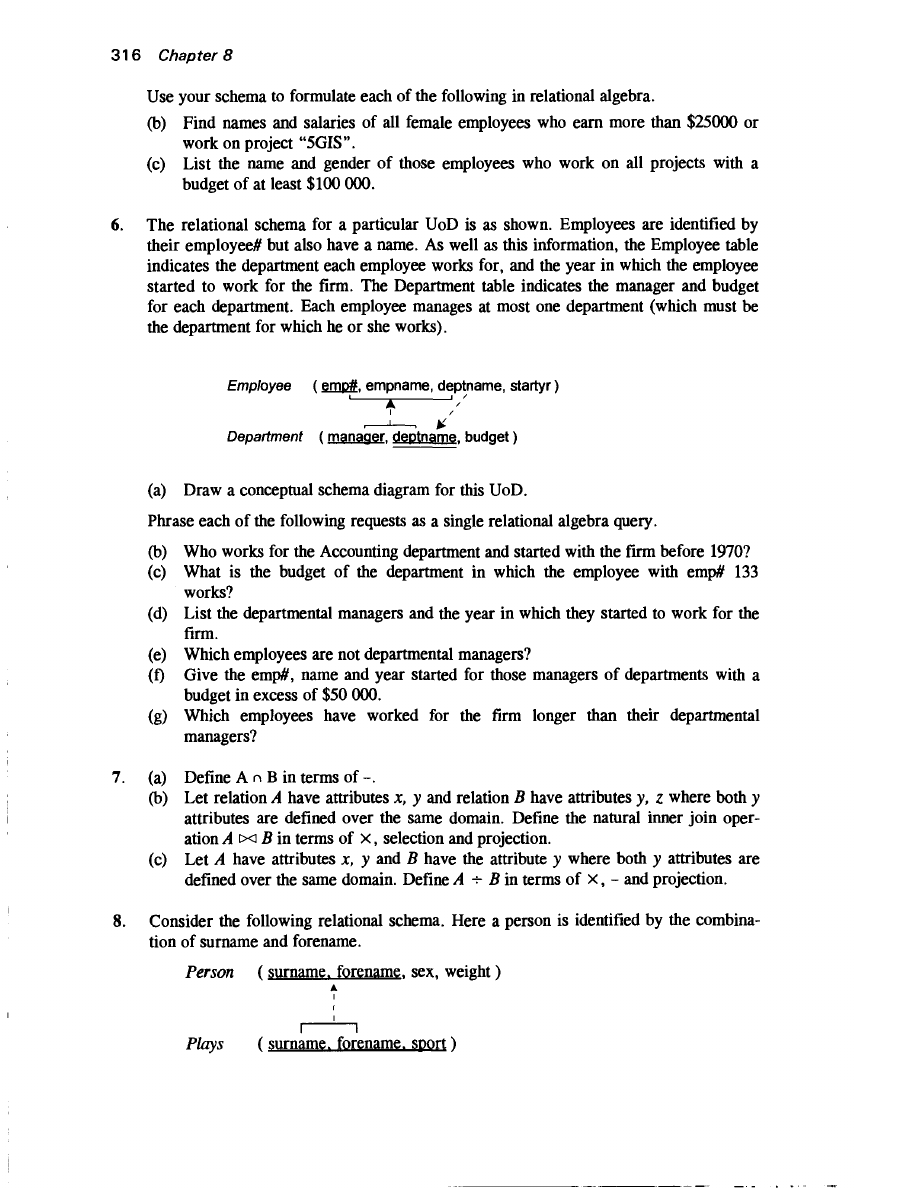 316 Chapter 8
Use your schema to formulate each of the following in relational algebra.
(b) Find names and salaries of all female employees who earn more than $25000 or
work on project “5GIS”.
(c) List the name and gender of those employees who work on all projects with a
budget of at least $100 000.
6. The relational schema for a particular UoD is as shown. Employees are identified by
their employee# but also have a name. As well as this information, the Employee table
indicates the department each employee works for, and the year in which the employee
started to work for the firm. The Department table indicates the manager and budget
for each department. Each employee manages at most one department (which must be
the department for which he or she works).
Employee ( emp#, empname, deptname, startyr )
Department ( manager, deptname, budget )
(a) Draw a conceptual schema diagram for this UoD.
Phrase each of the following requests as a single relational algebra query.
(b) Who works for the Accounting department and started with the firm before 1970?
(c) What is the budget of the department in which the employee with emp# 133
works?
(d) List the departmental managers and the year in which they started to work for the
firm.
(e) Which employees are not departmental managers?
(f) Give the emp#, name and year started for those managers of departments with a
budget in excess of $50 000.
(g) Which employees have worked for the firm longer than their departmental
managers?
7. (a) Define A ∩ B in terms of –.
(b) Let relation A have attributes x, y and relation B have attributes y, z where both y
attributes are defined over the same domain. Define the natural inner join oper-
ation A ⋈ B in terms of ×, selection and projection.
(c) Let A have attributes x, y and B have the attribute y where both y attributes are
defined over the same domain. Define A ÷ B in terms of ×, – and projection.
8. Consider the following relational schema. Here a person is identified by the combina-
tion of surname and forename.
Person ( surname, forename, sex, weight )
Plays ( surname, forename, sport )